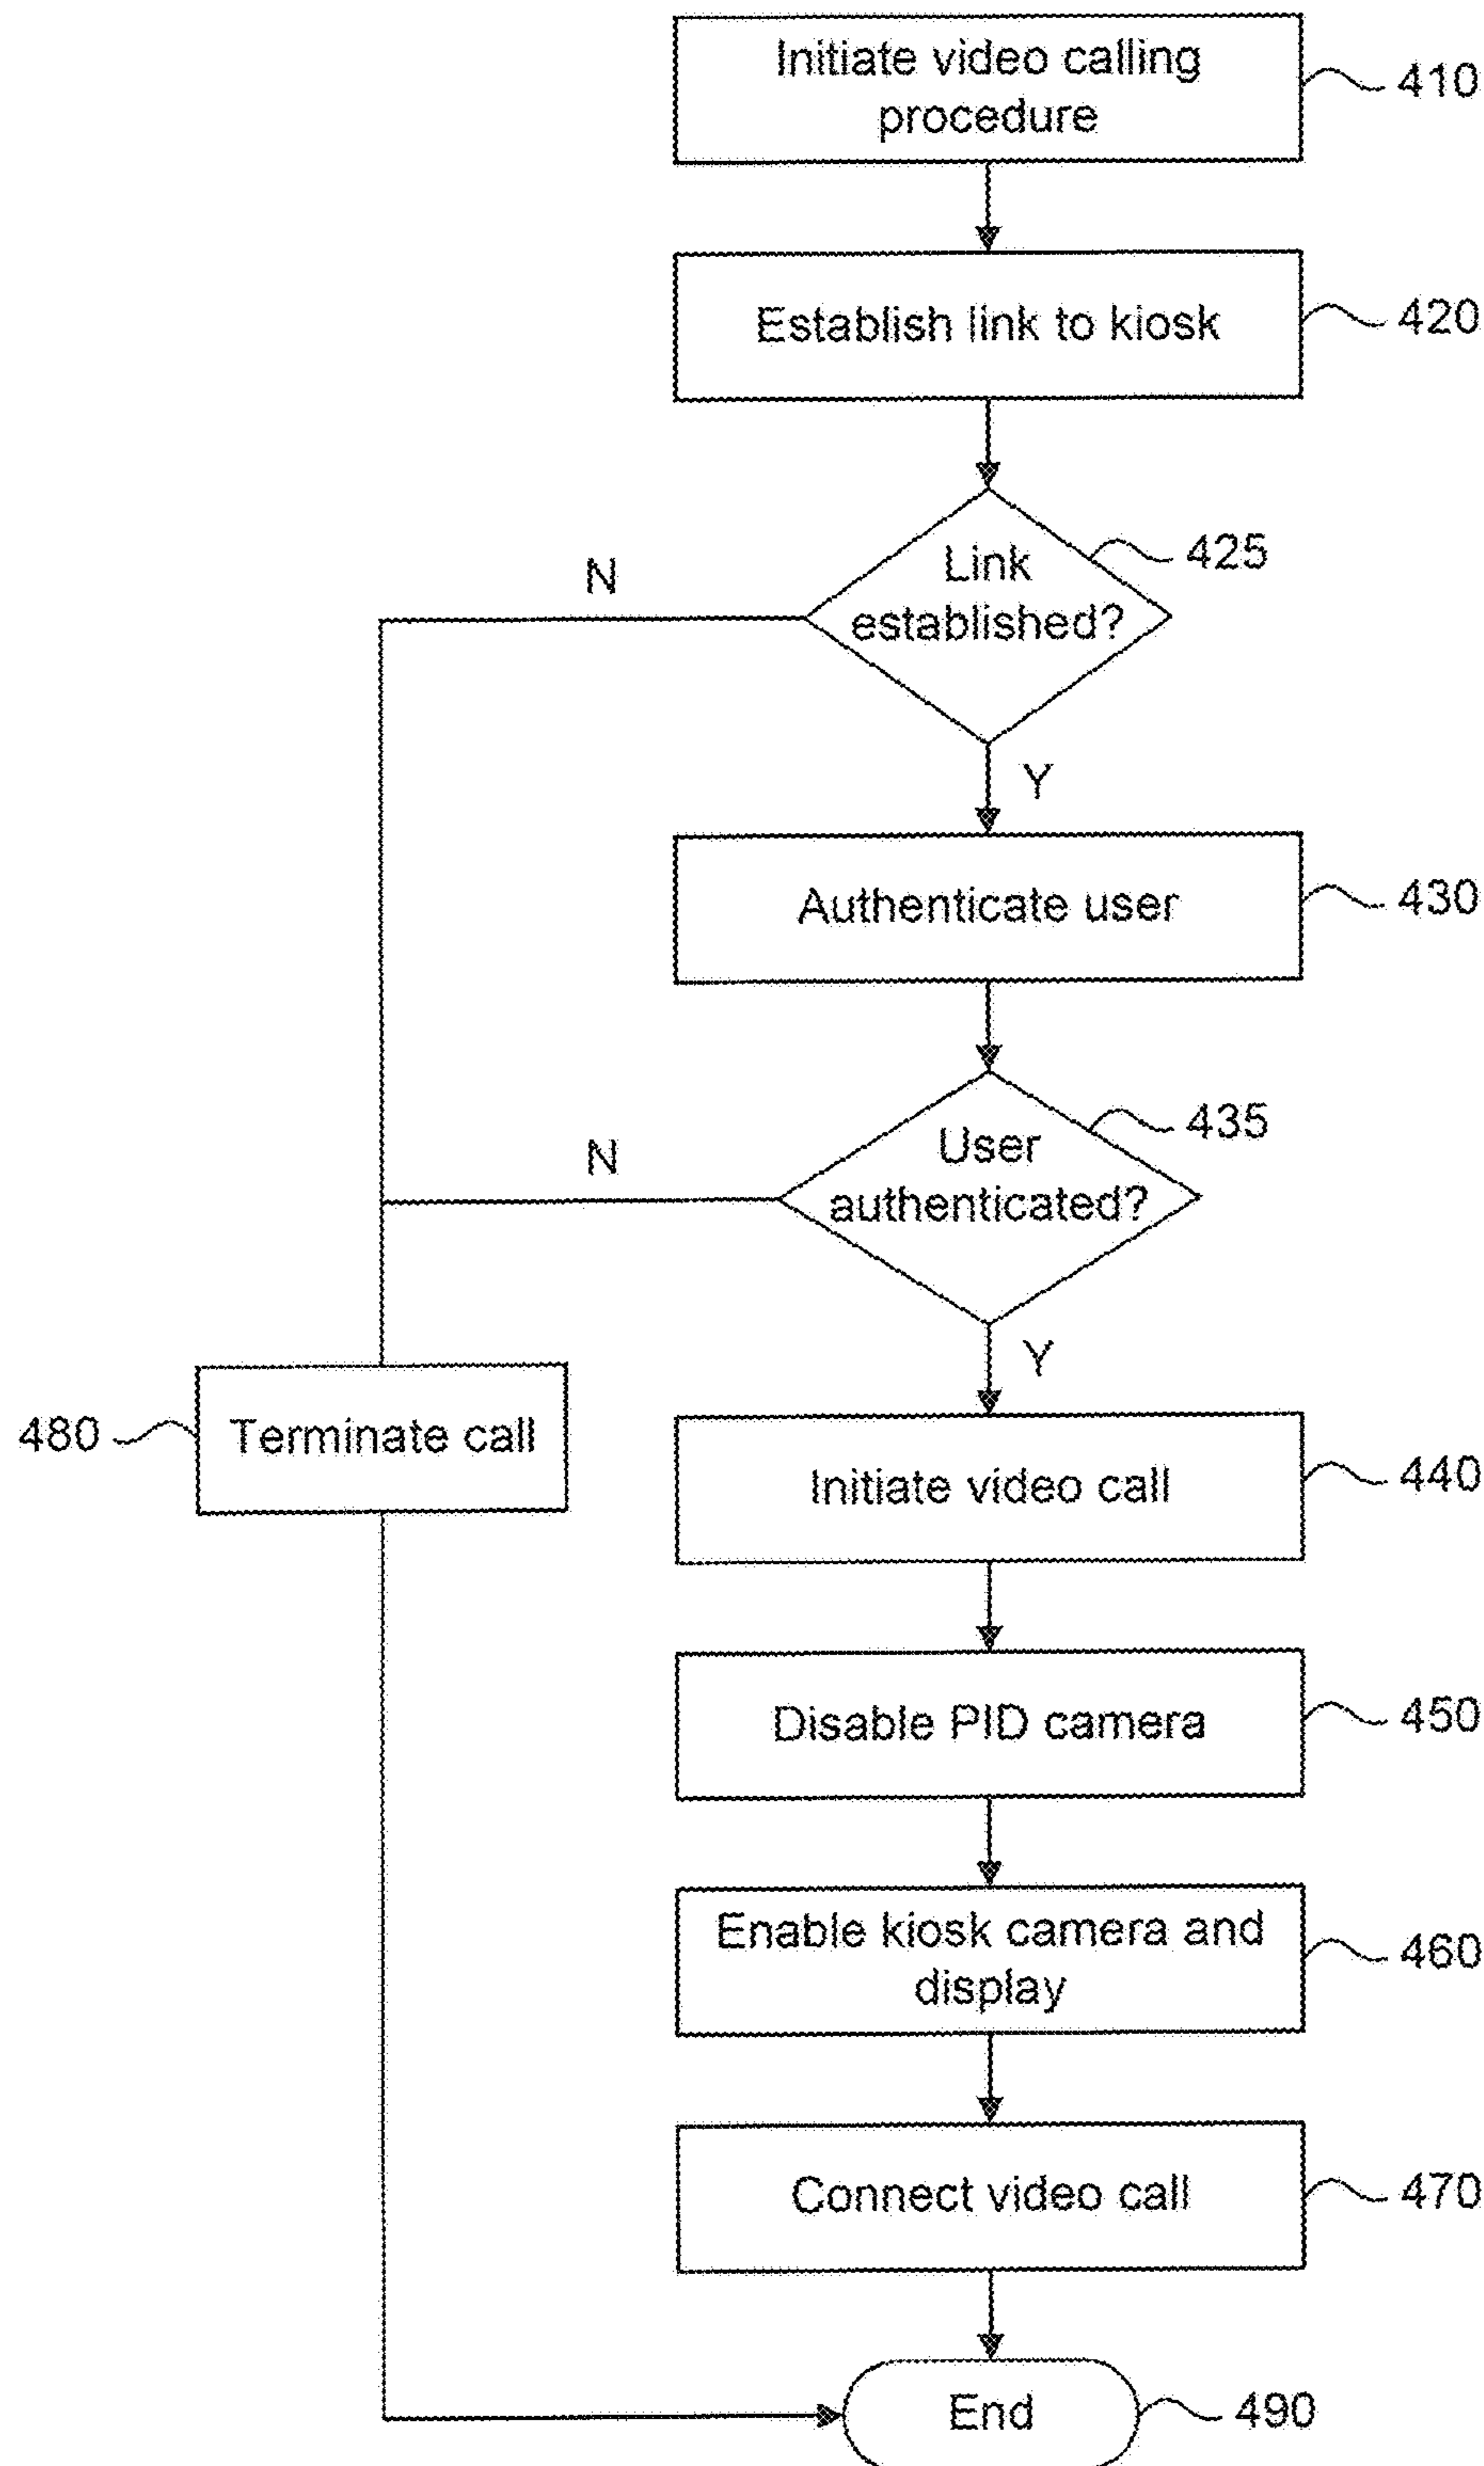 Initiate video calling
procedure
410
Establish link to kiosk
420
Link
established?
425
N
Y
Authenticate user
430
User
authenticated?
435
N
Y
480
Terminate call
Initiate video call
440
Disable PID camera
450
Enable kiosk camera and
display
460
Connect video call
470
End
490